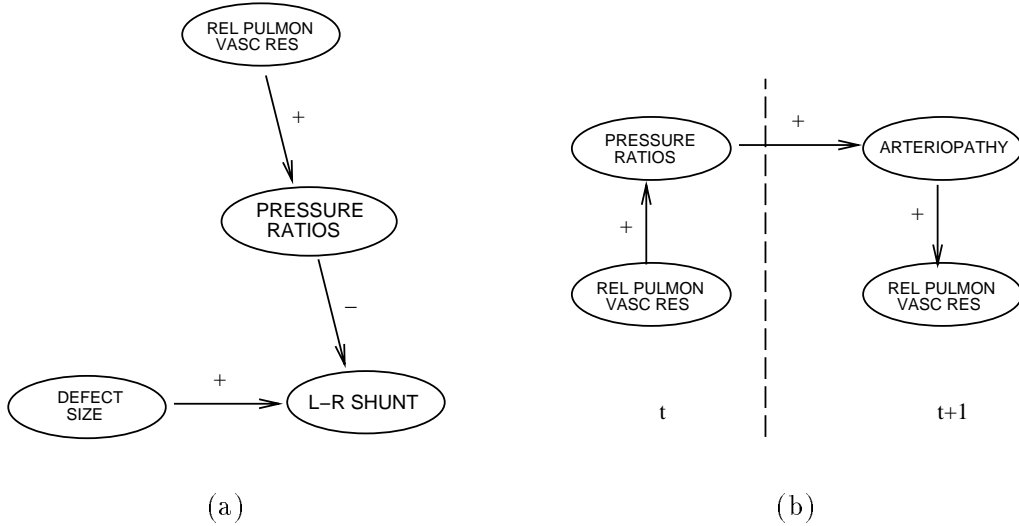 REL PULMON
VASC RES
+
PRESSURE
RATIOS
−
DEFECT
SIZE
+
L−R SHUNT
(a)
PRESSURE
RATIOS
+
ARTERIOPATHY
+
+
REL PULMON
VASC RES
REL PULMON
VASC RES
t
t+1
(b)